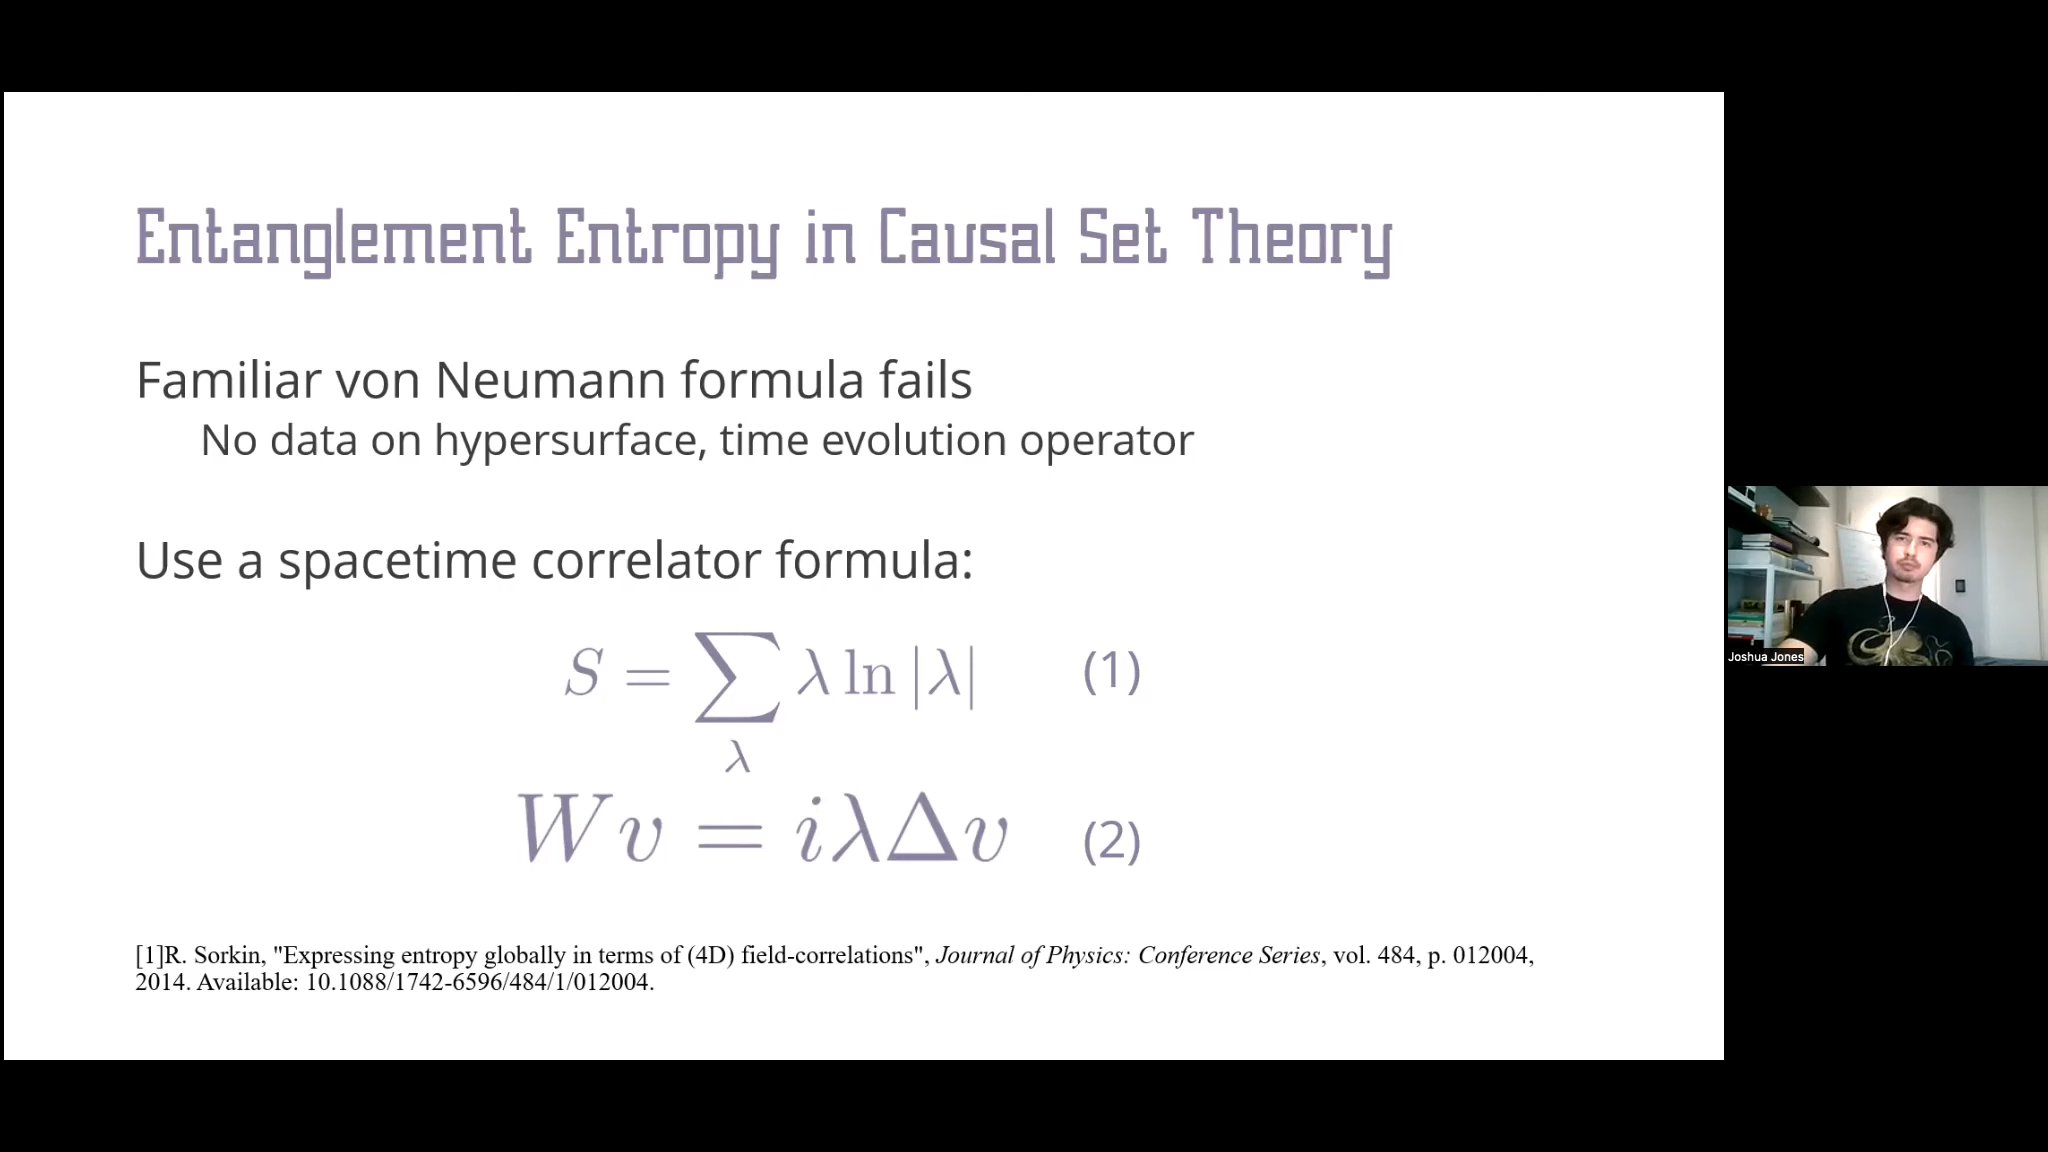 Entanglement Entropy in Causal Set Theory
Familiar von Neumann formula fails
No data on hypersurface, time evolution operator
Use a spacetime correlator formula:
S = ∑ λ ln |λ| (1)
λ
Wv = iλΔv (2)
[1]R. Sorkin, "Expressing entropy globally in terms of (4D) field-correlations", Journal of Physics: Conference Series, vol. 484, p. 012004,
2014. Available: 10.1088/1742-6596/484/1/012004.
Joshua Jones